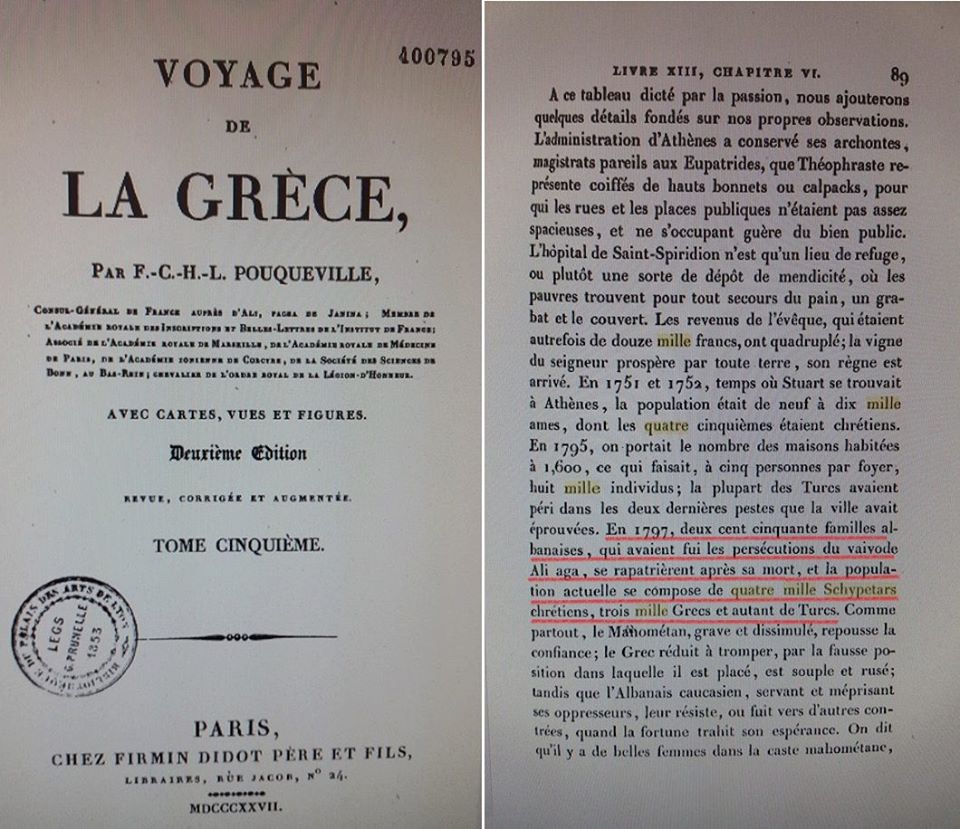 400795
VOYAGE
DE
LA GRÈCE,
PAR F.-C.-H.-L. POUQUEVILLE,
CONSUL-GÉNÉRAL DE FRANCE AUPRÈS D'ALI, PACHA DE JANINA; MEMBRE DE
L'ACADÉMIE ROYALE DES INSCRIPTIONS ET BELLES-LETTRES DE L'INSTITUT DE FRANCE;
ASSOCIÉ DE L'ACADÉMIE ROYALE DE MARSEILLE, DE L'ACADÉMIE ROYALE DE MÉDECINE
DE PARIS, DE L'ACADÉMIE IONIENNE DE CORCYRE, DE LA SOCIÉTÉ DES SCIENCES DE
BONN, AU BAS-RHIN; CHEVALIER DE L'ORDRE ROYAL DE LA LÉGION-D'HONNEUR.
AVEC CARTES, VUES ET FIGURES.
Deuxième Édition
REVUE, CORRIGÉE ET AUGMENTÉE.
TOME CINQUIÈME.
BIBLIOTHÈQUE DU PALAIS DES ARTS DE LYON
LEGS
G. PRUNELLE
1853
PARIS,
CHEZ FIRMIN DIDOT PÈRE ET FILS,
LIBRAIRES, RUE JACOB, N° 24.
MDCCCXXVII.
LIVRE XIII, CHAPITRE VI. 89
A ce tableau dicté par la passion, nous ajouterons
quelques détails fondés sur nos propres observations.
L'administration d'Athènes a conservé ses archontes,
magistrats pareils aux Eupatrides, que Théophraste re-
présente coiffés de hauts bonnets ou calpacks, pour
qui les rues et les places publiques n'étaient pas assez
spacieuses, et ne s'occupant guère du bien public.
L'hôpital de Saint-Spiridion n'est qu'un lieu de refuge,
ou plutôt une sorte de dépôt de mendicité, où les
pauvres trouvent pour tout secours du pain, un gra-
bat et le couvert. Les revenus de l'évêque, qui étaient
autrefois de douze mille francs, ont quadruplé; la vigne
du seigneur prospère par toute terre, son règne est
arrivé. En 1751 et 1752, temps où Stuart se trouvait
à Athènes, la population était de neuf à dix mille
ames, dont les quatre cinquièmes étaient chrétiens.
En 1795, on portait le nombre des maisons habitées
à 1,600, ce qui faisait, à cinq personnes par foyer,
huit mille individus; la plupart des Turcs avaient
péri dans les deux dernières pestes que la ville avait
éprouvées. En 1797, deux cent cinquante familles al-
banaises, qui avaient fui les persécutions du vaivode
Ali aga, se rapatrièrent après sa mort, et la popula-
tion actuelle se compose de quatre mille Schypetars
chrétiens, trois mille Grecs et autant de Turcs. Comme
partout, le Mahométan, grave et dissimulé, repousse la
confiance; le Grec réduit à tromper, par la fausse po-
sition dans laquelle il est placé, est souple et rusé;
tandis que l'Albanais caucasien, servant et méprisant
ses oppresseurs, leur résiste, ou fuit vers d'autres con-
trées, quand la fortune trahit son espérance. On dit
qu'il y a de belles femmes dans la caste mahométane,